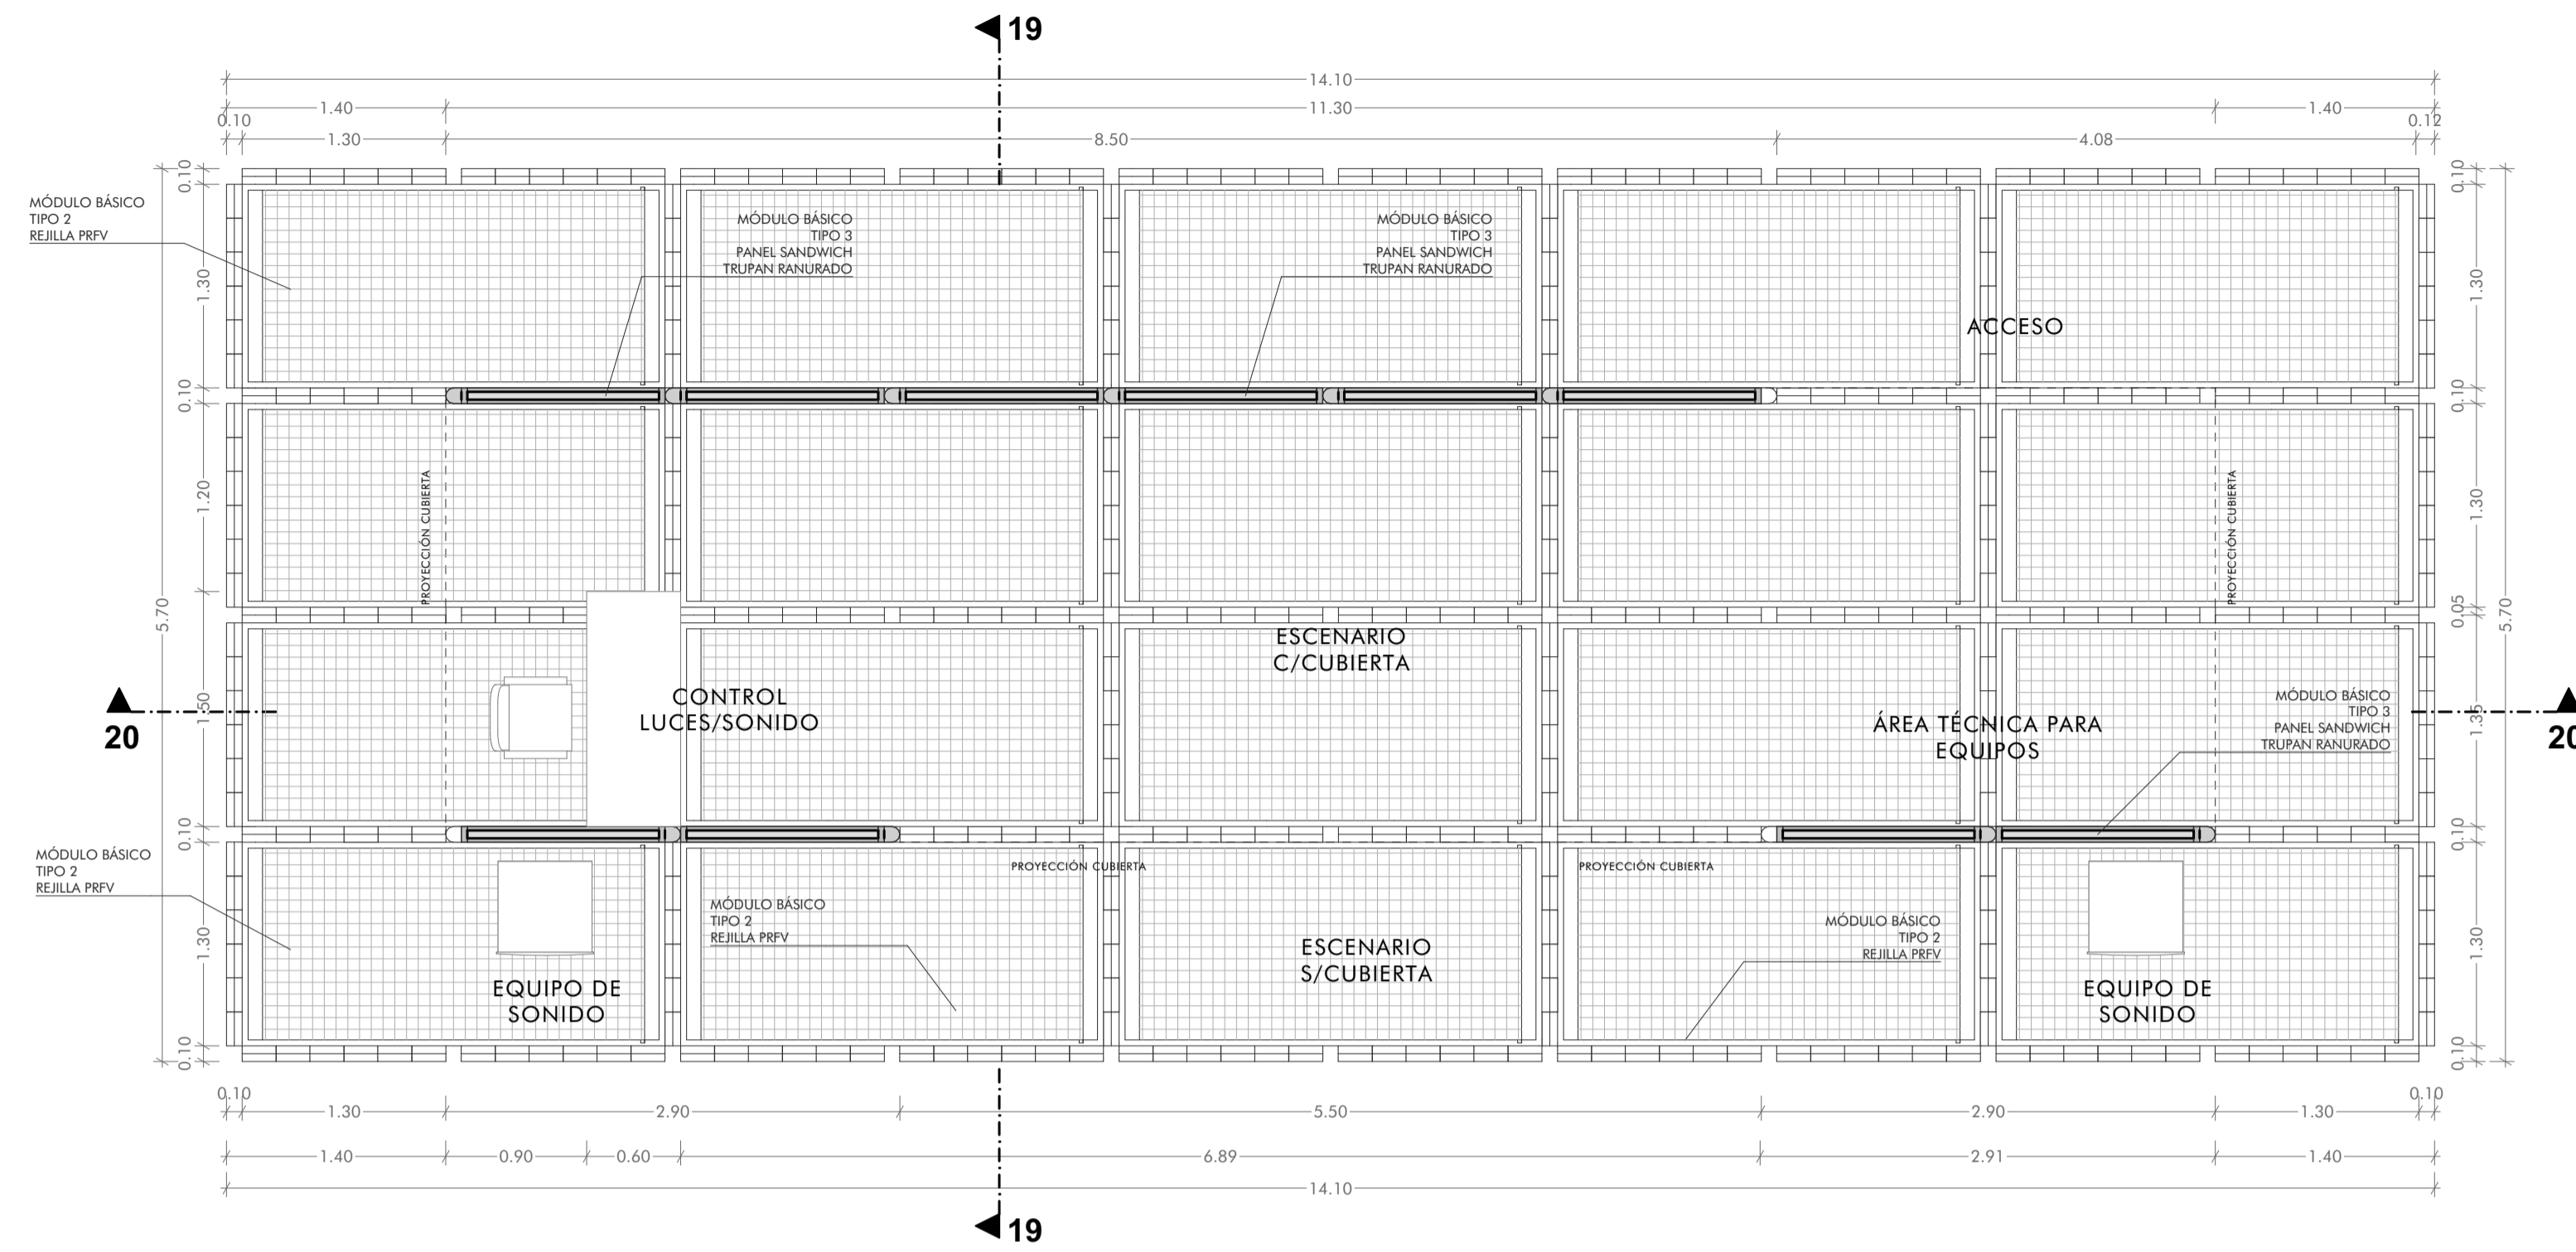 19
14.10
1.40 11.30 1.40
0.10 0.12
1.30 8.50 4.08
0.10
0.10
MÓDULO BÁSICO
TIPO 2
REJILLA PRFV
MÓDULO BÁSICO
TIPO 3
PANEL SANDWICH
TRUPAN RANURADO
MÓDULO BÁSICO
TIPO 3
PANEL SANDWICH
TRUPAN RANURADO
1.30
1.30
ACCESO
0.10
0.10
PROYECCIÓN CUBIERTA
PROYECCIÓN CUBIERTA
1.20
1.30
5.70
0.05
5.70
ESCENARIO
C/CUBIERTA
CONTROL
LUCES/SONIDO
ÁREA TÉCNICA PARA
EQUIPOS
MÓDULO BÁSICO
TIPO 3
PANEL SANDWICH
TRUPAN RANURADO
1.50
1.35
20
20
0.10
0.10
MÓDULO BÁSICO
TIPO 2
REJILLA PRFV
PROYECCIÓN CUBIERTA
PROYECCIÓN CUBIERTA
MÓDULO BÁSICO
TIPO 2
REJILLA PRFV
MÓDULO BÁSICO
TIPO 2
REJILLA PRFV
1.30
1.30
ESCENARIO
S/CUBIERTA
EQUIPO DE
SONIDO
EQUIPO DE
SONIDO
0.10
0.10
0.10 0.10
1.30 2.90 5.50 2.90 1.30
1.40 0.90 0.60 6.89 2.91 1.40
14.10
19